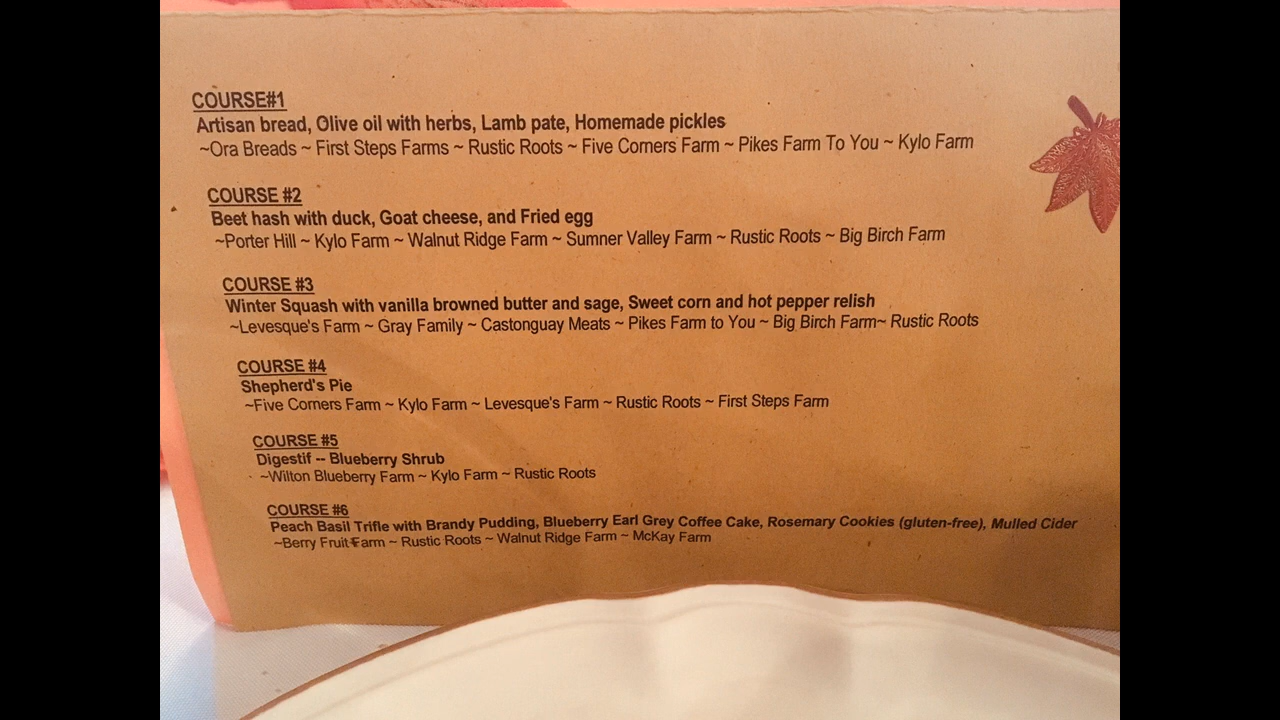 COURSE#1
Artisan bread, Olive oil with herbs, Lamb pate, Homemade pickles
~Ora Breads ~ First Steps Farms ~ Rustic Roots ~ Five Corners Farm ~ Pikes Farm To You ~ Kylo Farm
COURSE #2
Beet hash with duck, Goat cheese, and Fried egg
~Porter Hill ~ Kylo Farm ~ Walnut Ridge Farm ~ Sumner Valley Farm ~ Rustic Roots ~ Big Birch Farm
COURSE #3
Winter Squash with vanilla browned butter and sage, Sweet corn and hot pepper relish
~Levesque's Farm ~ Gray Family ~ Castonguay Meats ~ Pikes Farm to You ~ Big Birch Farm~ Rustic Roots
COURSE #4
Shepherd's Pie
~Five Corners Farm ~ Kylo Farm ~ Levesque's Farm ~ Rustic Roots ~ First Steps Farm
COURSE #5
Digestif -- Blueberry Shrub
~Wilton Blueberry Farm ~ Kylo Farm ~ Rustic Roots
COURSE #6
Peach Basil Trifle with Brandy Pudding, Blueberry Earl Grey Coffee Cake, Rosemary Cookies (gluten-free), Mulled Cider
~Berry Fruit Farm ~ Rustic Roots ~ Walnut Ridge Farm ~ McKay Farm